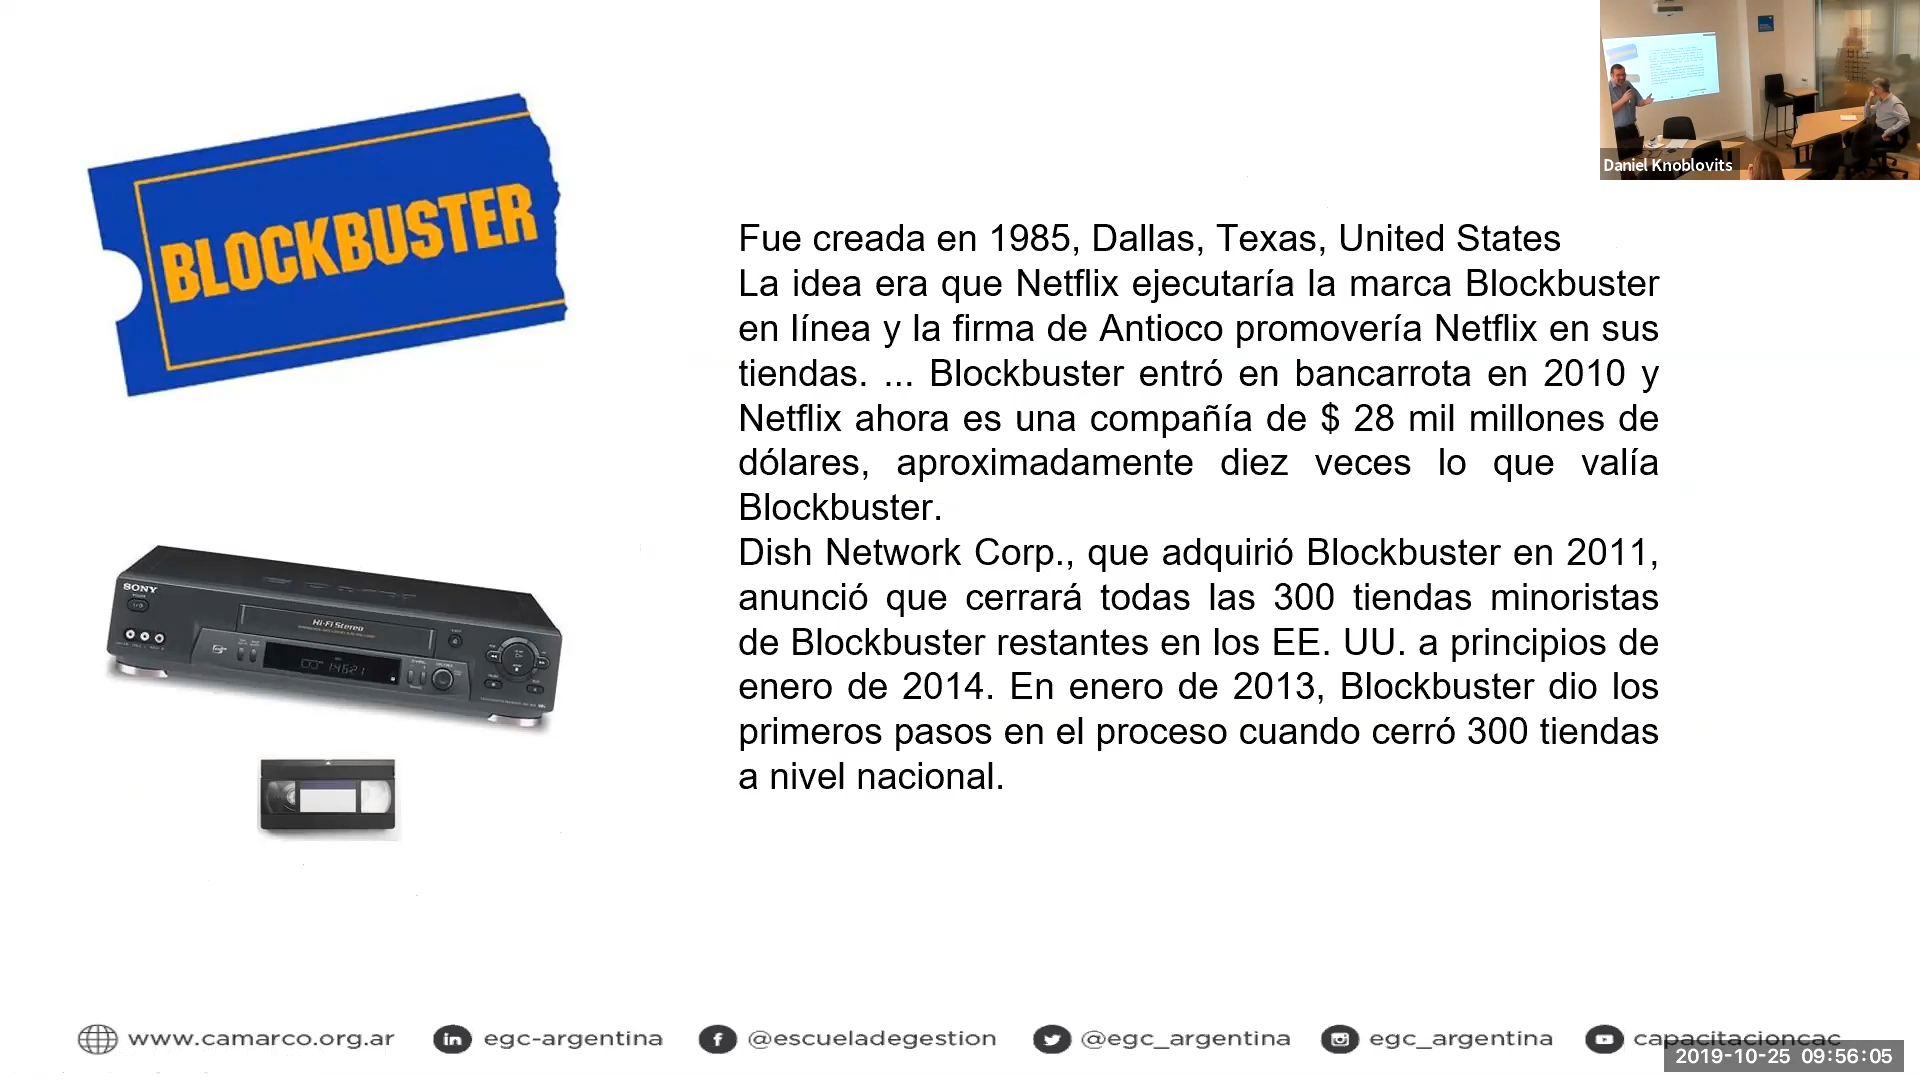 BLOCKBUSTER
Daniel Knoblovits
Fue creada en 1985, Dallas, Texas, United States
La idea era que Netflix ejecutaría la marca Blockbuster
en línea y la firma de Antioco promovería Netflix en sus
tiendas. ... Blockbuster entró en bancarrota en 2010 y
Netflix ahora es una compañía de $ 28 mil millones de
dólares, aproximadamente diez veces lo que valía
Blockbuster.
Dish Network Corp., que adquirió Blockbuster en 2011,
anunció que cerrará todas las 300 tiendas minoristas
de Blockbuster restantes en los EE. UU. a principios de
enero de 2014. En enero de 2013, Blockbuster dio los
primeros pasos en el proceso cuando cerró 300 tiendas
a nivel nacional.
SONY
Hi-Fi Stereo
www.camarco.org.ar
egc-argentina
@escueladegestion
@egc_argentina
egc_argentina
capacitacioncac
2019-10-25 09:56:05